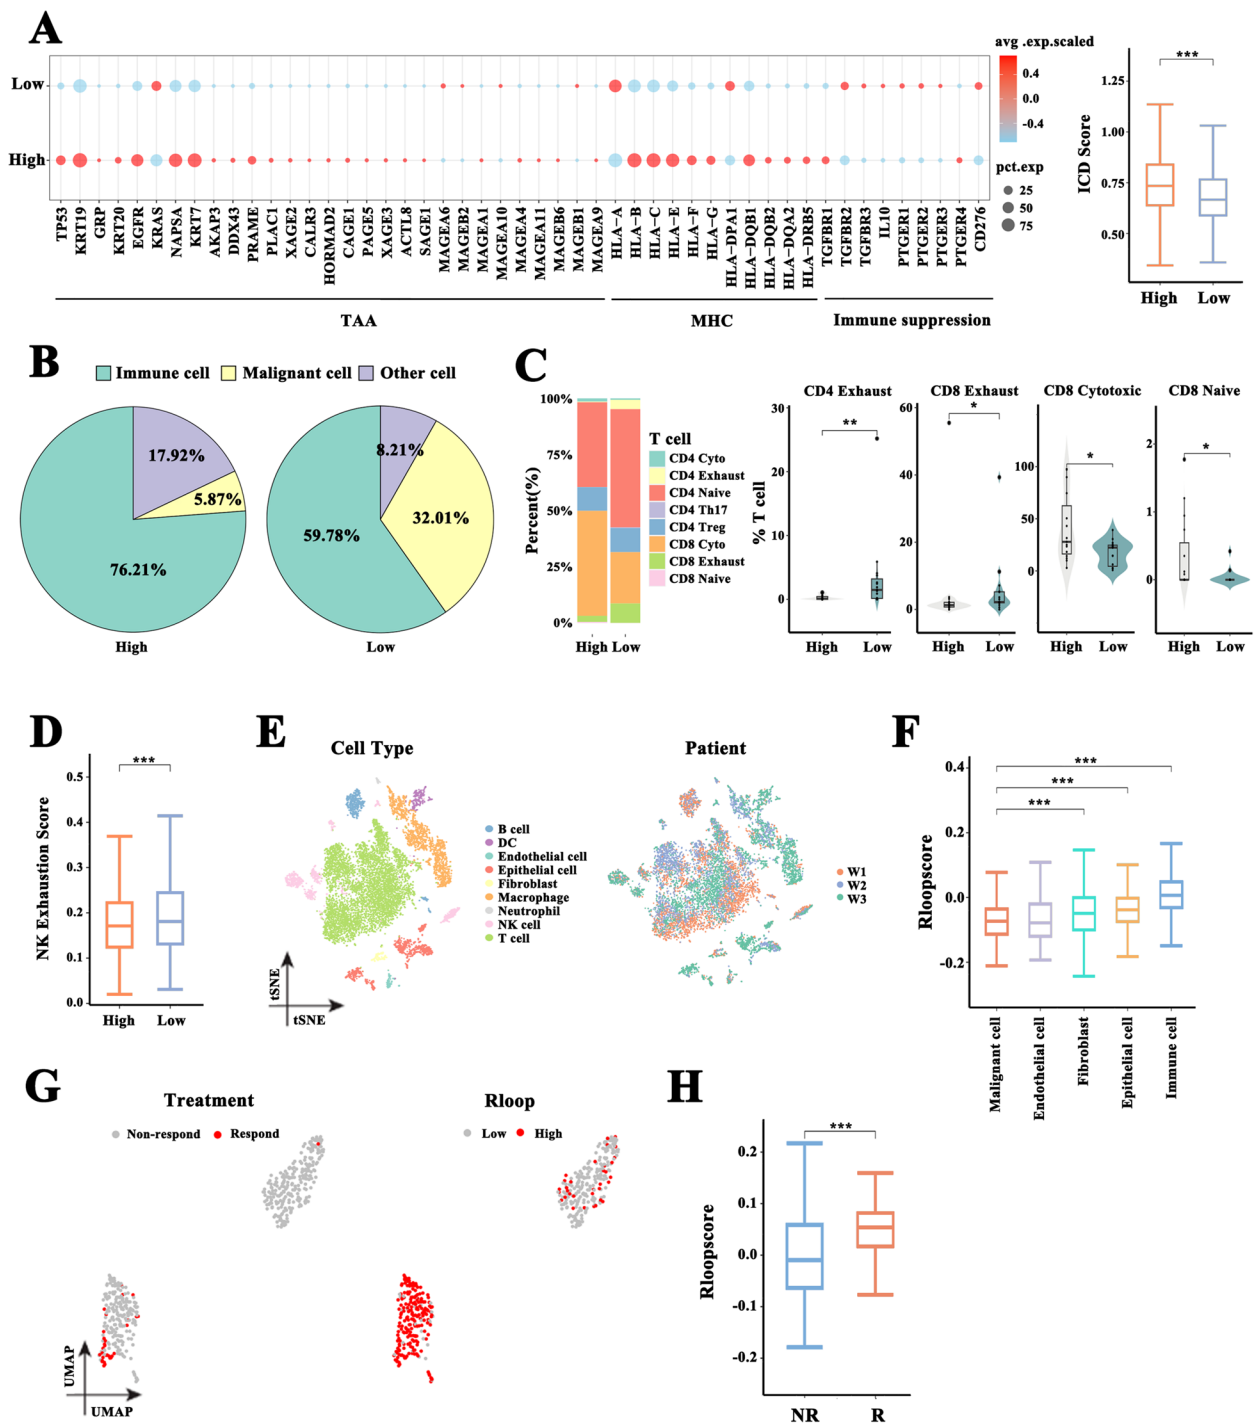 A
avg .exp.scaled
0.4
0.0
-0.4
pct.exp
25
50
75
Low
High
TP53
KRT19
GRP
KRT20
EGFR
KRAS
NAPSA
KRT7
AKAP3
DDX43
PRAME
PLAC1
XAGE2
CALR3
HORMAD2
CAGE1
PAGE5
XAGE3
ACTL8
SAGE1
MAGEA6
MAGEB2
MAGEA1
MAGEA10
MAGEA4
MAGEA11
MAGEB6
MAGEB1
MAGEA9
HLA-A
HLA-B
HLA-C
HLA-E
HLA-F
HLA-G
HLA-DPA1
HLA-DQB1
HLA-DQB2
HLA-DQA2
HLA-DRB5
TGFBR1
TGFBR2
TGFBR3
IL10
PTGER1
PTGER2
PTGER3
PTGER4
CD276
TAA
MHC
Immune suppression
***
ICD Score
1.25
1.00
0.75
0.50
High
Low
B
Immune cell
Malignant cell
Other cell
17.92%
5.87%
76.21%
High
8.21%
32.01%
59.78%
Low
C
Percent(%)
100%
75%
50%
25%
0%
High Low
T cell
CD4 Cyto
CD4 Exhaust
CD4 Naive
CD4 Th17
CD4 Treg
CD8 Cyto
CD8 Exhaust
CD8 Naive
% T cell
CD4 Exhaust
**
30
20
10
0
High Low
CD8 Exhaust
*
60
40
20
0
High Low
CD8 Cytotoxic
*
100
50
0
High Low
CD8 Naive
*
2
1
0
High Low
D
***
NK Exhaustion Score
0.5
0.4
0.3
0.2
0.1
0.0
High
Low
E
Cell Type
B cell
DC
Endothelial cell
Epithelial cell
Fibroblast
Macrophage
Neutrophil
NK cell
T cell
tSNE
tSNE
Patient
W1
W2
W3
F
Rloopscore
0.4
0.2
0.0
-0.2
***
***
***
Malignant cell
Endothelial cell
Fibroblast
Epithelial cell
Immune cell
G
Treatment
Non-respond
Respond
UMAP
UMAP
Rloop
Low
High
H
***
Rloopscore
0.2
0.1
0.0
-0.1
-0.2
NR
R